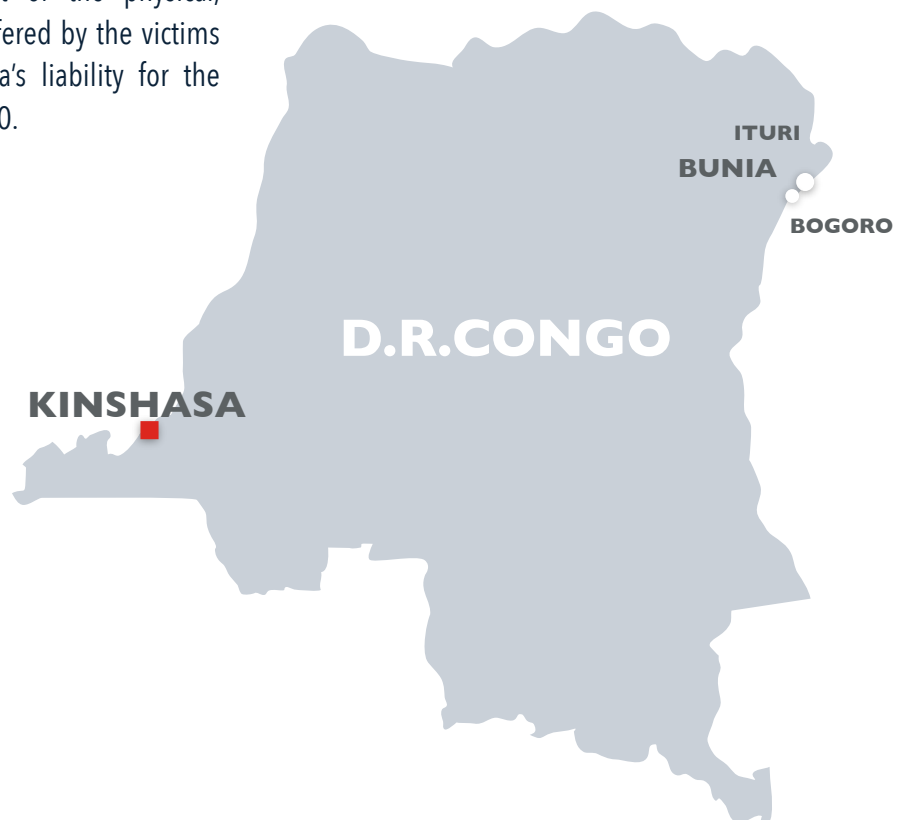 of the physical,
by the victims
liability for the
ITURI
BUNIA
BOGORO
D.R.CONGO
KINSHASA